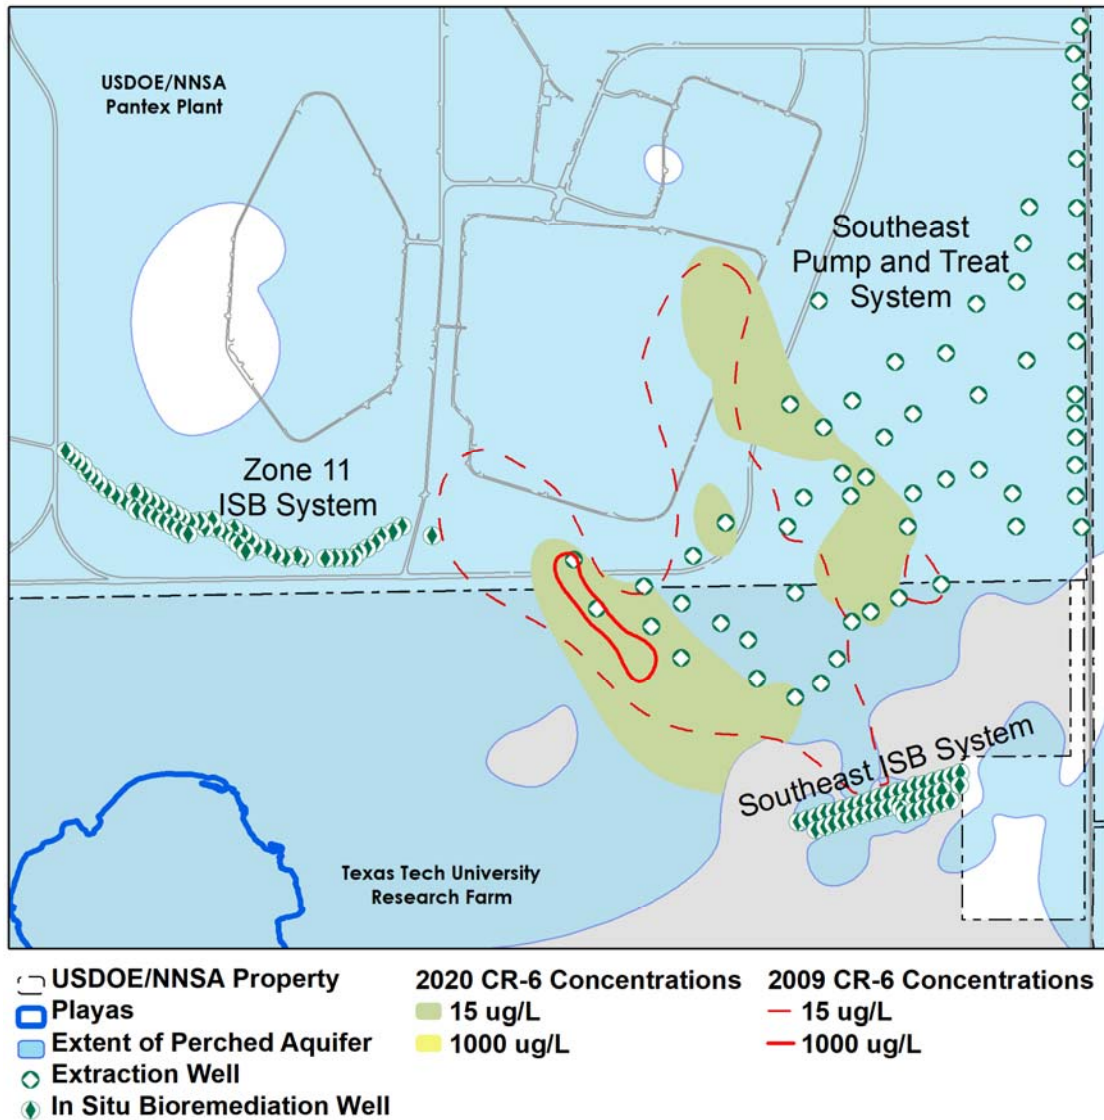 USDOE/NNSA
Pantex Plant
Southeast
Pump and Treat
System
Zone 11
ISB System
Southeast ISB System
Texas Tech University
Research Farm
USDOE/NNSA Property
Playas
Extent of Perched Aquifer
Extraction Well
In Situ Bioremediation Well
2020 CR-6 Concentrations
15 ug/L
1000 ug/L
2009 CR-6 Concentrations
15 ug/L
1000 ug/L